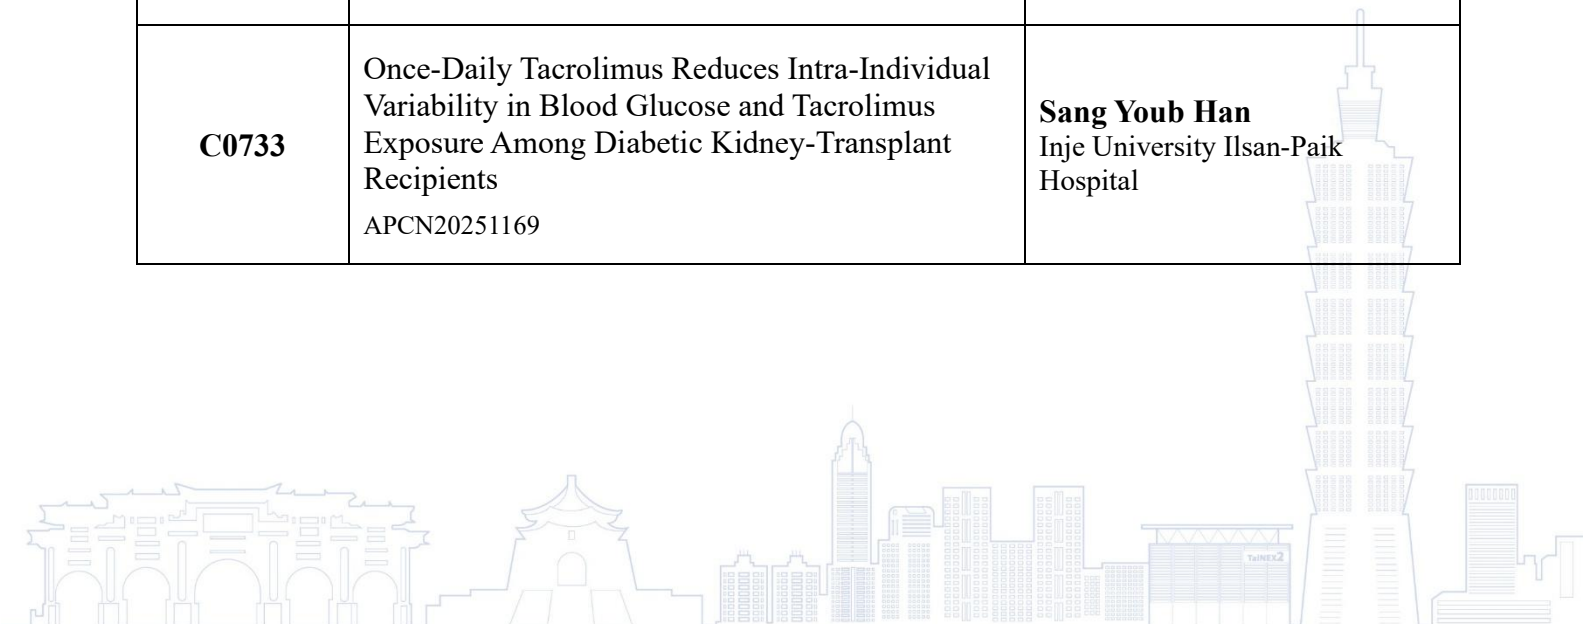 C0733
Once-Daily Tacrolimus Reduces Intra-Individual
Variability in Blood Glucose and Tacrolimus
Exposure Among Diabetic Kidney-Transplant
Recipients
APCN20251169
Sang Youb Han
Inje University Ilsan-Paik
Hospital
TaiNEX2